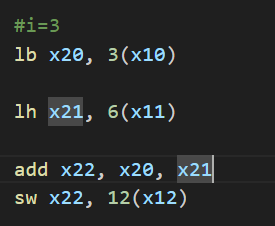 #i=3
lb x20, 3(x10)
lh x21, 6(x11)
add x22, x20, x21
sw x22, 12(x12)